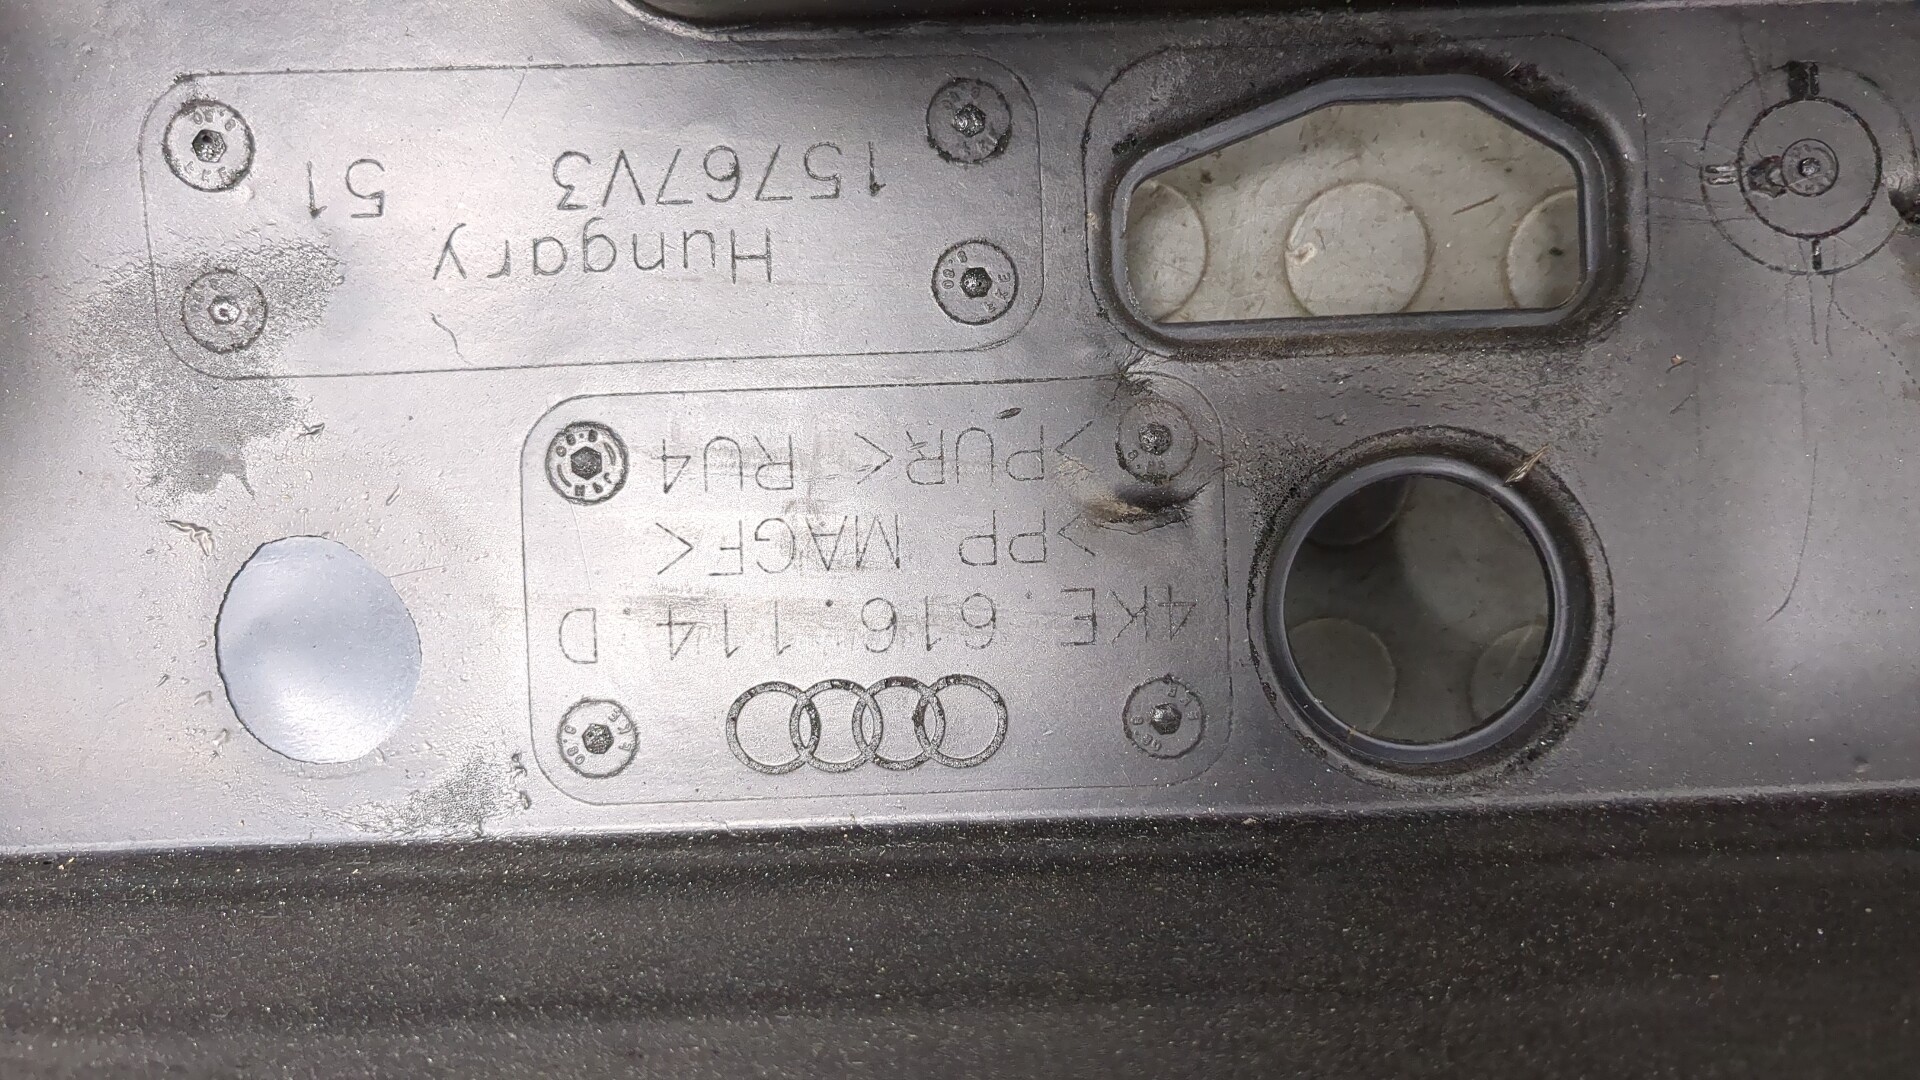 4KE. 616.114. D
>PP MAGF<
>PUR< RU4
Hungary
15767V3 51